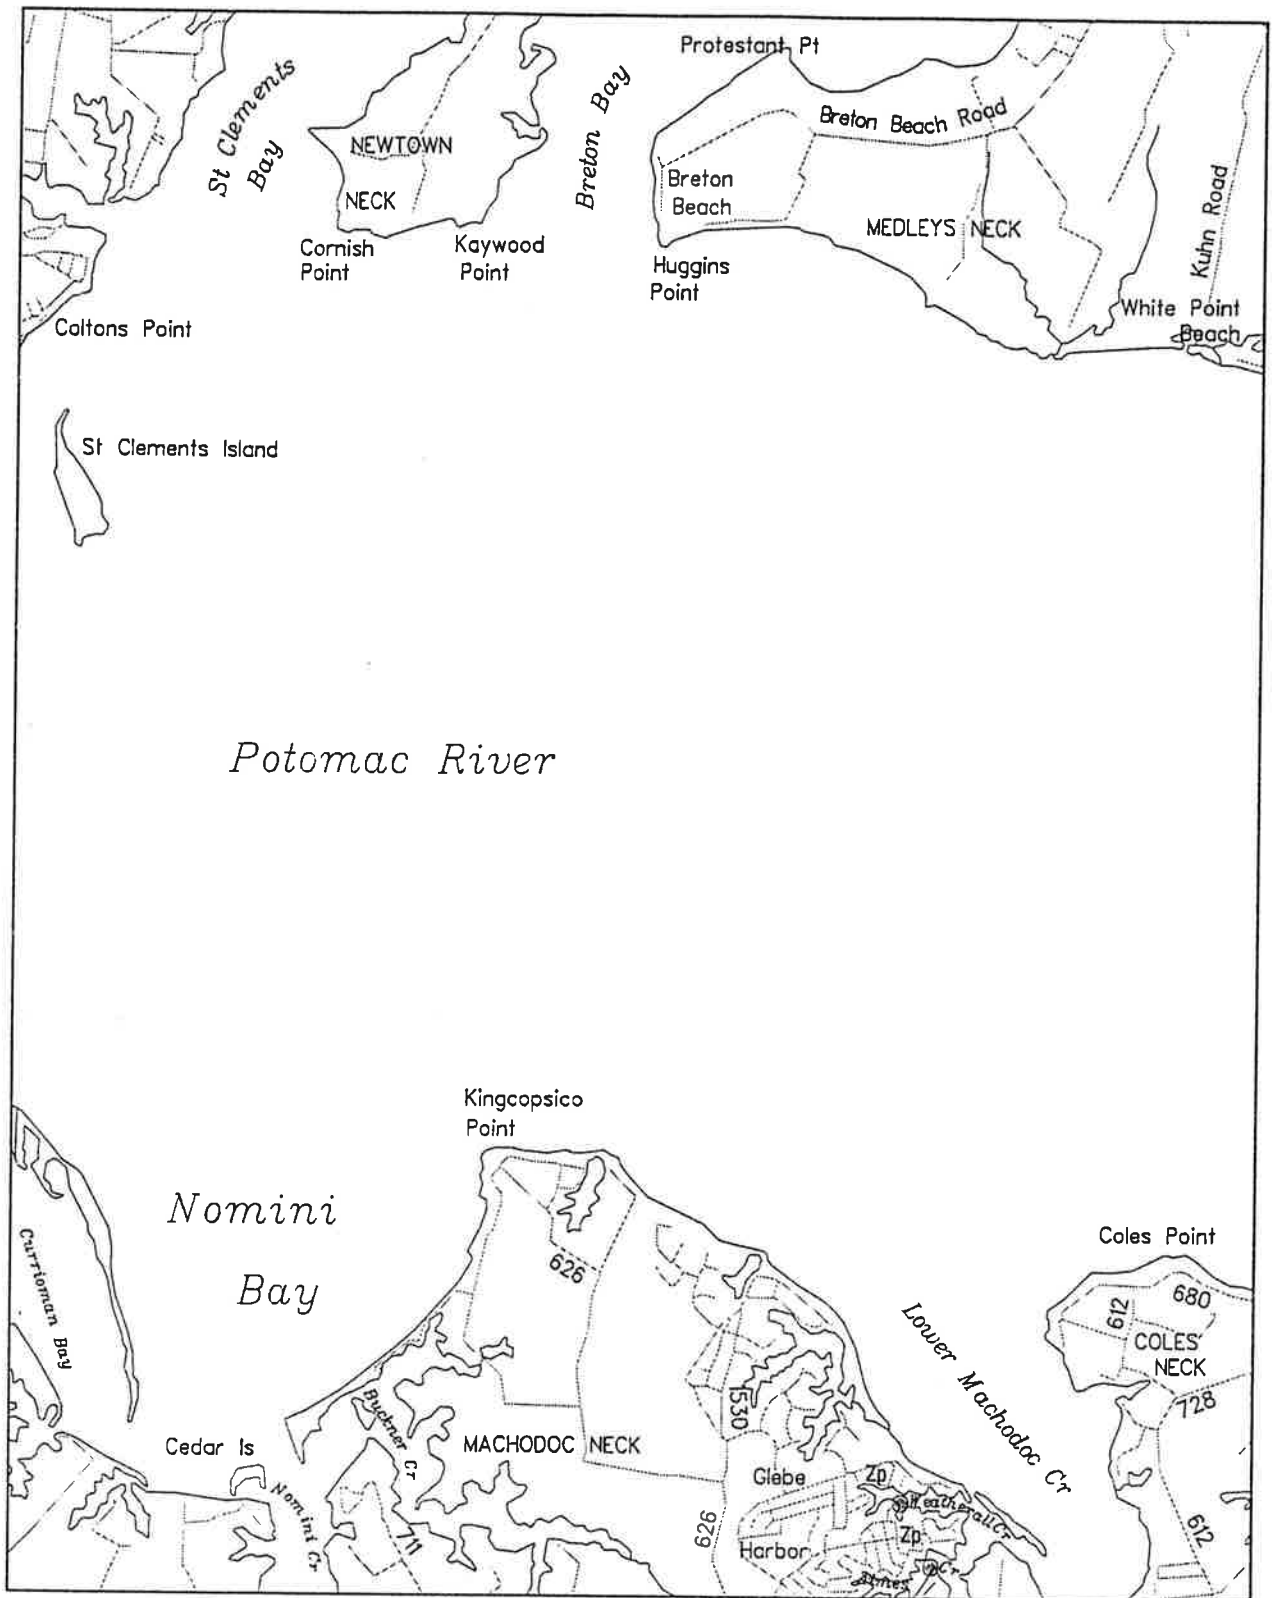 Protestant Pt
St Clements
Bay
Breton Bay
Breton Beach Road
NEWTOWN
NECK
Breton
Beach
MEDLEYS NECK
Kuhn Road
Cornish
Point
Kaywood
Point
Huggins
Point
White Point
Beach
Coltons Point
St Clements Island
Potomac River
Kingcopsico
Point
Nomini
Bay
Currioman Bay
626
Coles Point
680
612
COLES
NECK
Lower Machodoc Cr
728
1530
Buckner Cr
Cedar Is
MACHODOC NECK
Nomini Cr
711
Glebe
Harbor
Zp
Weatherall Cr
Zp
626
612
Cr